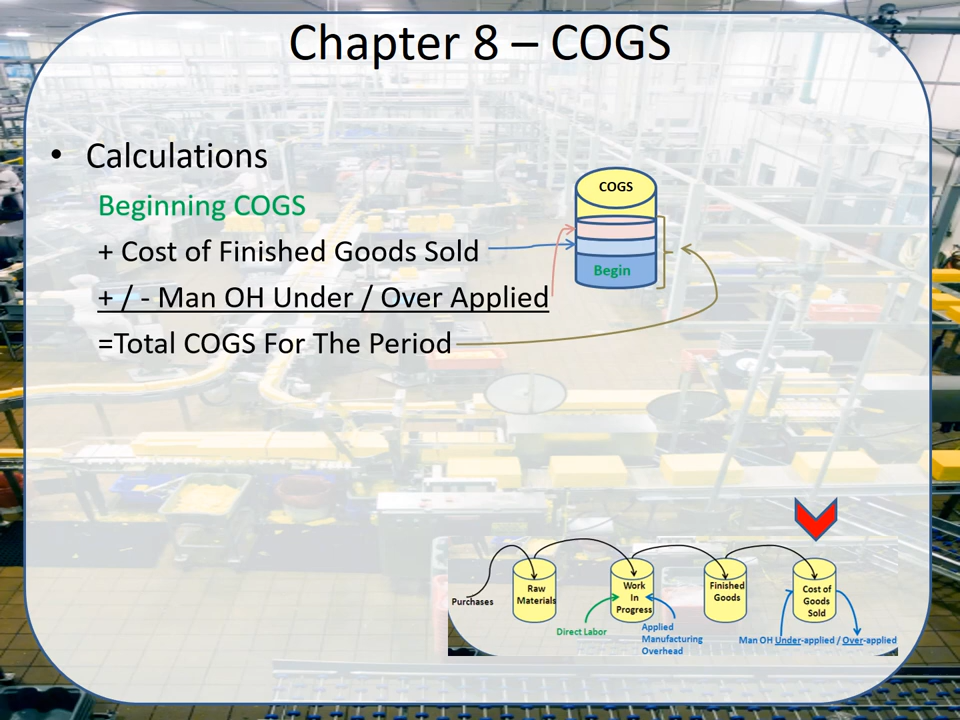 Chapter 8 – COGS
• Calculations
Beginning COGS
+ Cost of Finished Goods Sold
+ / - Man OH Under / Over Applied
=Total COGS For The Period
COGS
Begin
Purchases
Raw
Materials
Work
In
Progress
Finished
Goods
Cost of
Goods
Sold
Direct Labor
Applied
Manufacturing
Overhead
Man OH Under-applied / Over-applied